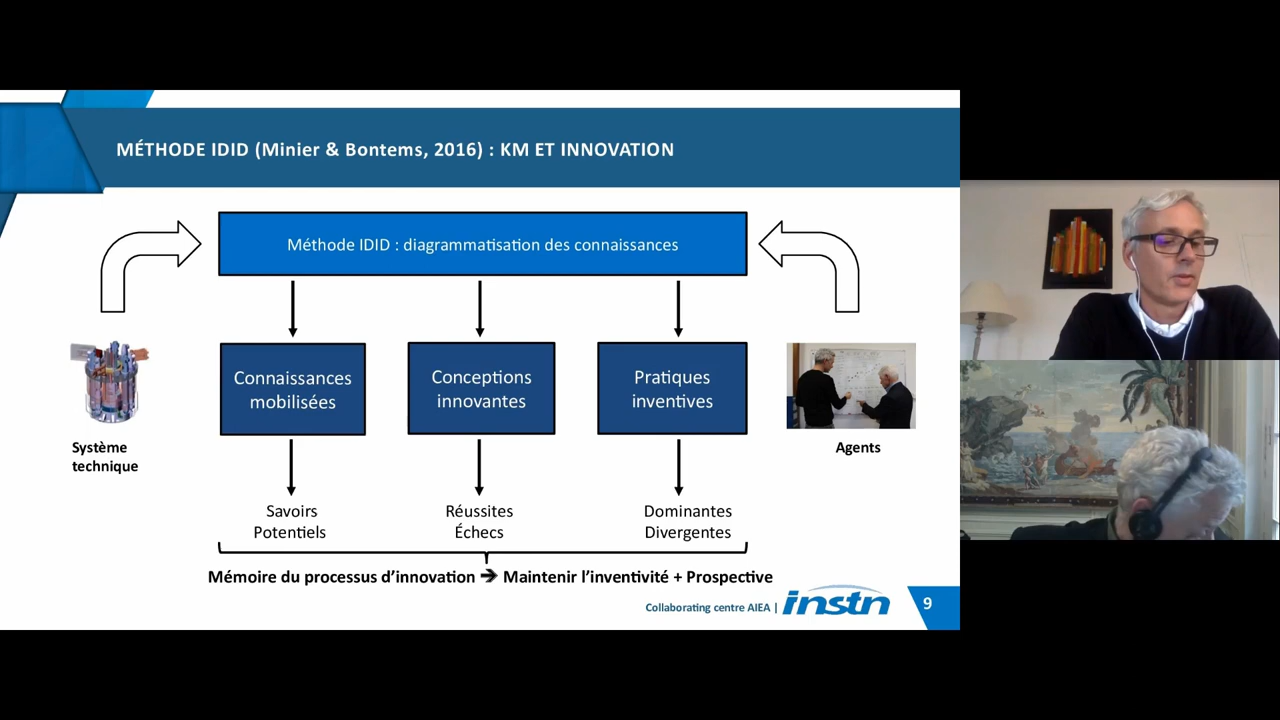 MÉTHODE IDID (Minier & Bontems, 2016) : KM ET INNOVATION
Méthode IDID : diagrammatisation des connaissances
Connaissances
mobilisées
Conceptions
innovantes
Pratiques
inventives
Système
technique
Agents
Savoirs
Potentiels
Réussites
Échecs
Dominantes
Divergentes
Mémoire du processus d'innovation ➔ Maintenir l'inventivité + Prospective
Collaborating centre AIEA |
instn
9